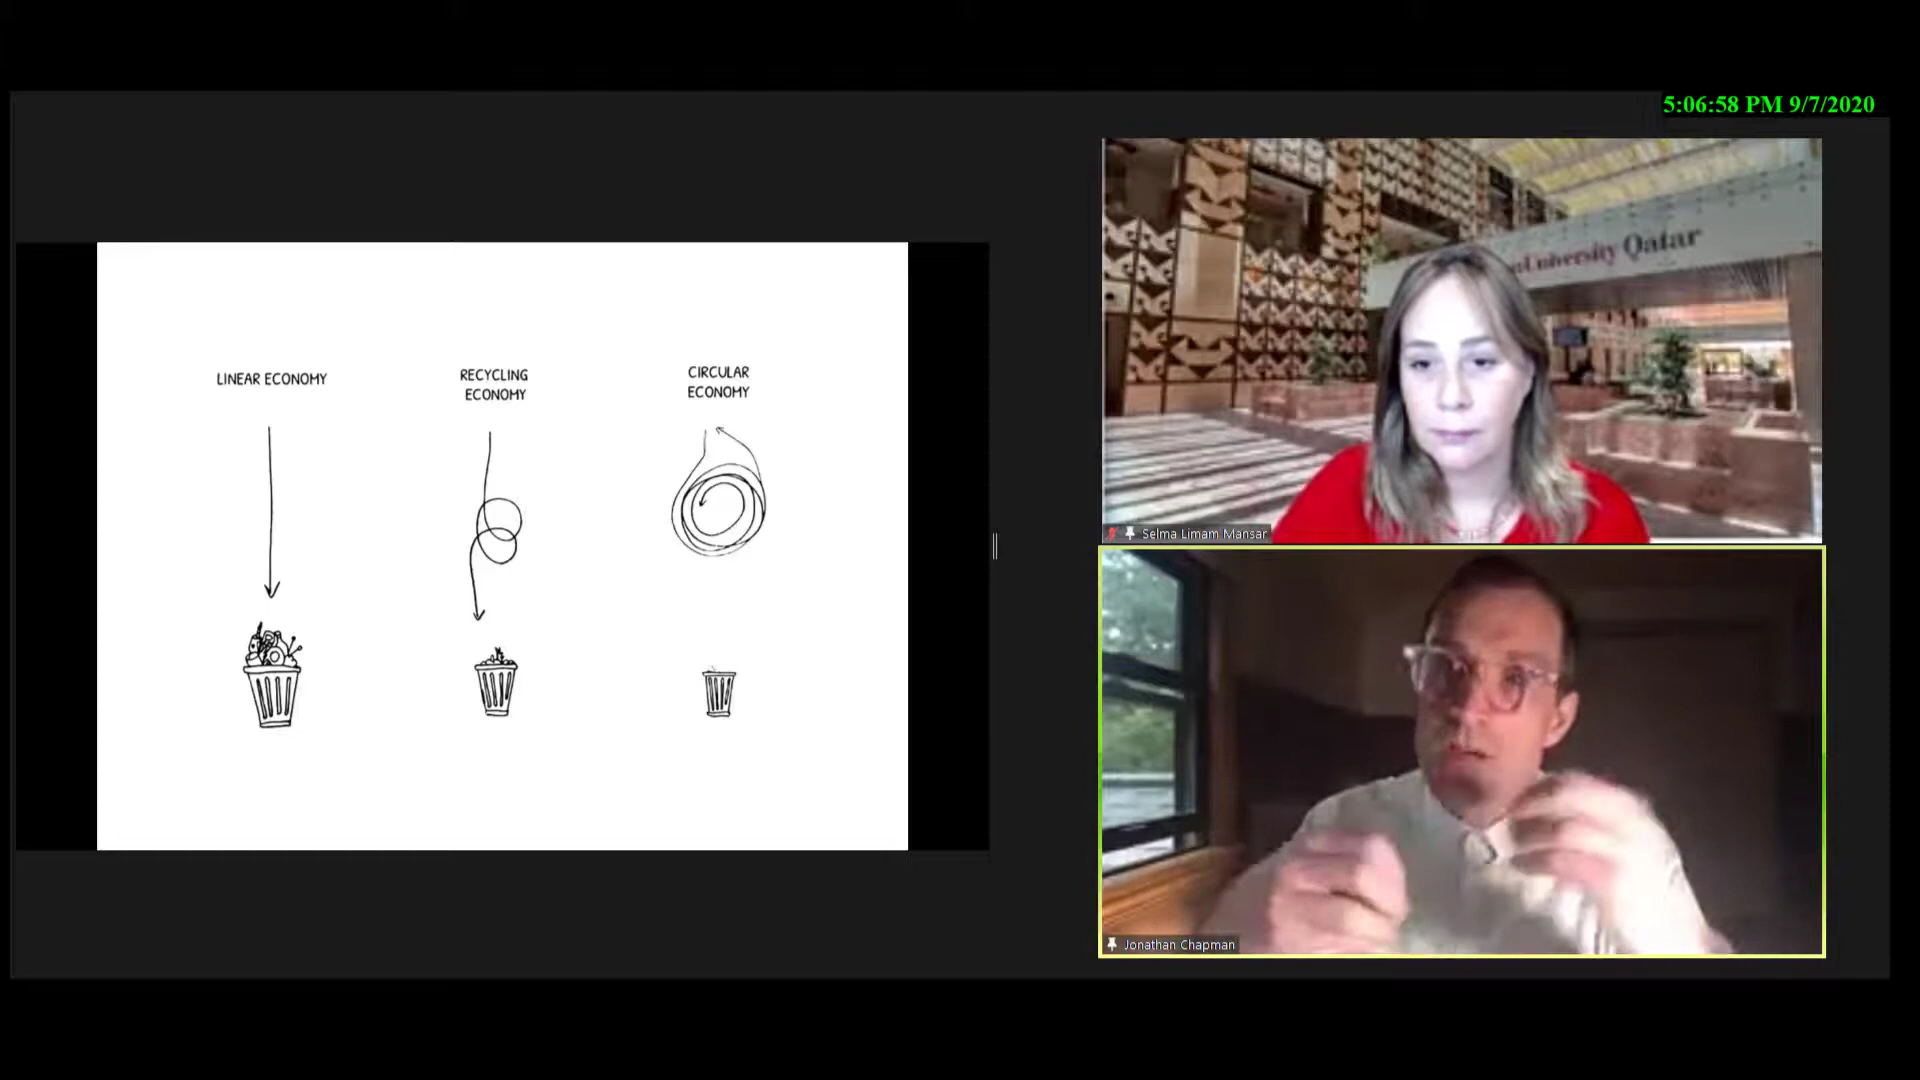 5:06:58 PM 9/7/2020
LINEAR ECONOMY
RECYCLING
ECONOMY
CIRCULAR
ECONOMY
University Qatar
Selma Limam Mansar
Jonathan Chapman